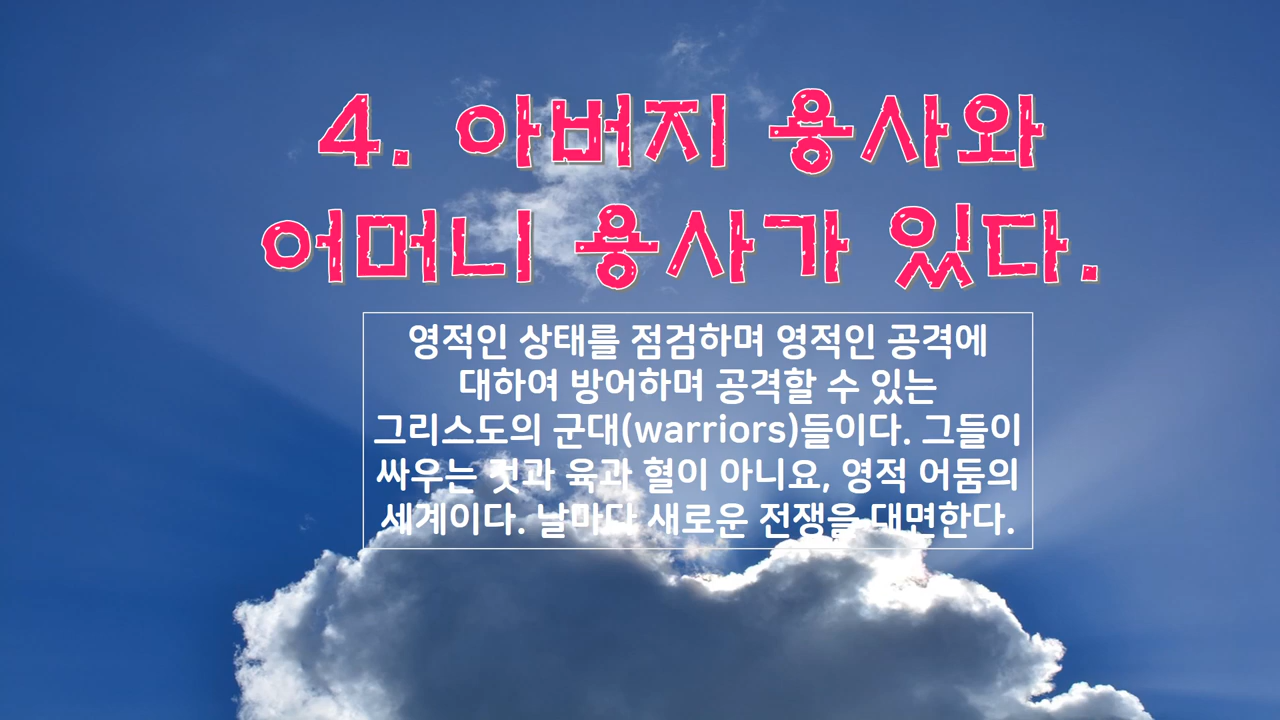 4. 아버지 용사와
어머니 용사가 있다.
영적인 상태를 점검하며 영적인 공격에
대하여 방어하며 공격할 수 있는
그리스도의 군대(warriors)들이다. 그들이
싸우는 것과 육과 혈이 아니요, 영적 어둠의
세계이다. 날마다 새로운 전쟁을 대면한다.